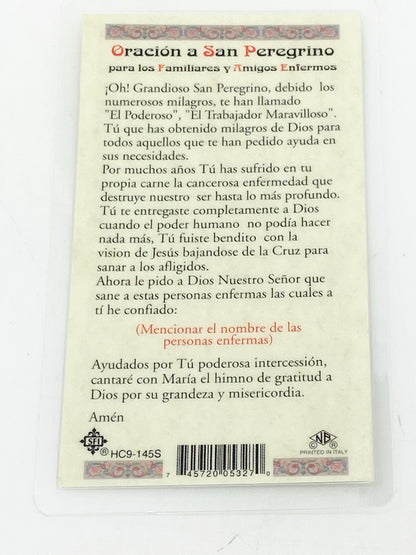 Oración a San Peregrino
para los Familiares y Amigos Enfermos
¡Oh! Grandioso San Peregrino, debido los
numerosos milagros, te han llamado
"El Poderoso", "El Trabajador Maravilloso".
Tú que has obtenido milagros de Dios para
todos aquellos que te han pedido ayuda en
sus necesidades.
Por muchos años Tú has sufrido en tu
propia carne la cancerosa enfermedad que
destruye nuestro ser hasta lo más profundo.
Tú te entregaste completamente a Dios
cuando el poder humano no podía hacer
nada más, Tú fuiste bendito con la
vision de Jesús bajandose de la Cruz para
sanar a los afligidos.
Ahora le pido a Dios Nuestro Señor que
sane a estas personas enfermas las cuales a
tí he confiado:
(Mencionar el nombre de las
personas enfermas)
Ayudados por Tú poderosa intercessión,
cantaré con María el himno de gratitud a
Dios por su grandeza y misericordia.
Amén
SFI ® HC9-145S
7 45720 05327 0
C NB R
PRINTED IN ITALY